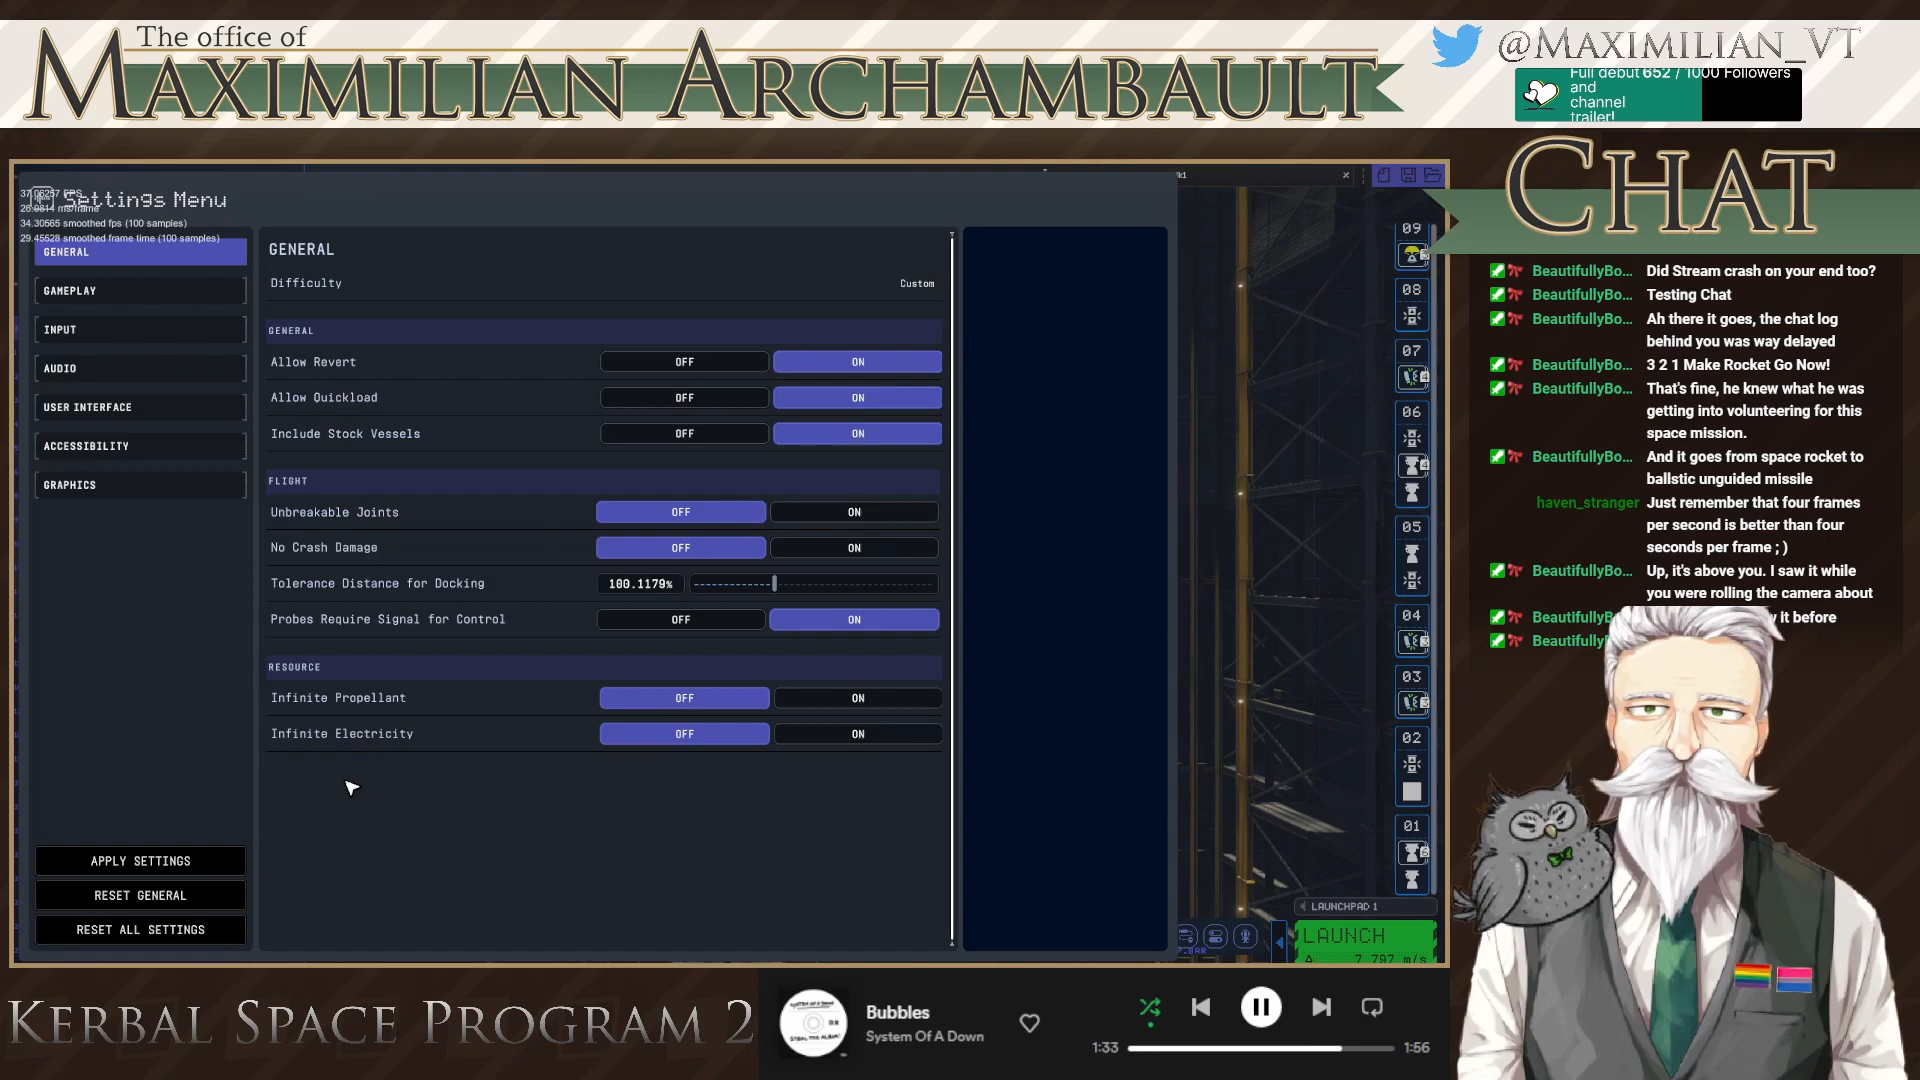 The office of
MAXIMILIAN ARCHAMBAULT
@MAXIMILIAN_VT
Full debut 652 / 1000 Followers
and
channel
trailer!
CHAT
Settings Menu
FPS
ms/frame
34.30565 smoothed fps (100 samples)
29.45528 smoothed frame time (100 samples)
GENERAL
GAMEPLAY
INPUT
AUDIO
USER INTERFACE
ACCESSIBILITY
GRAPHICS
APPLY SETTINGS
RESET GENERAL
RESET ALL SETTINGS
GENERAL
Difficulty Custom
GENERAL
Allow Revert OFF ON
Allow Quickload OFF ON
Include Stock Vessels OFF ON
FLIGHT
Unbreakable Joints OFF ON
No Crash Damage OFF ON
Tolerance Distance for Docking 100.1179%
Probes Require Signal for Control OFF ON
RESOURCE
Infinite Propellant OFF ON
Infinite Electricity OFF ON
09
08
07
06
05
04
03
02
01
LAUNCHPAD 1
LAUNCH
7,797 m/s
BeautifullyBo... Did Stream crash on your end too?
BeautifullyBo... Testing Chat
BeautifullyBo... Ah there it goes, the chat log
behind you was way delayed
BeautifullyBo... 3 2 1 Make Rocket Go Now!
BeautifullyBo... That's fine, he knew what he was
getting into volunteering for this
space mission.
BeautifullyBo... And it goes from space rocket to
ballstic unguided missile
haven_stranger Just remember that four frames
per second is better than four
seconds per frame ; )
BeautifullyBo... Up, it's above you. I saw it while
you were rolling the camera about
BeautifullyB it before
BeautifullyB
KERBAL SPACE PROGRAM 2
Bubbles
System Of A Down
1:33 1:56